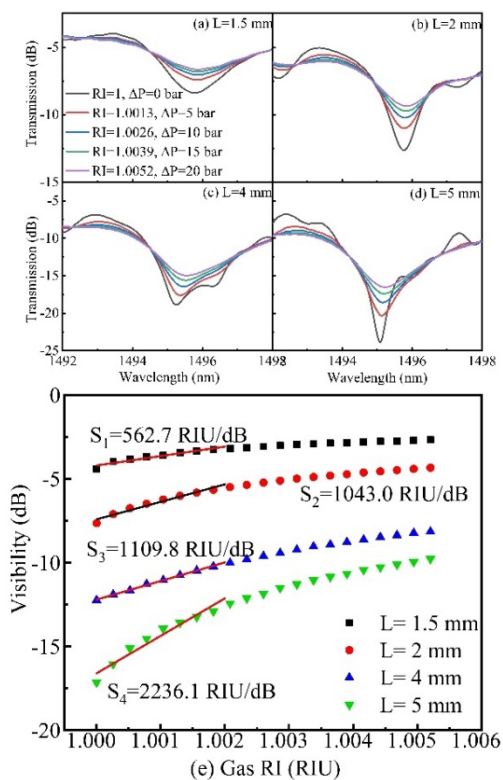 (a) L=1.5 mm
(b) L=2 mm
-5
-10
-15
Transmission (dB)
RI=1, ΔP=0 bar
RI=1.0013, ΔP=5 bar
RI=1.0026, ΔP=10 bar
RI=1.0039, ΔP=15 bar
RI=1.0052, ΔP=20 bar
(c) L=4 mm
(d) L=5 mm
-5
-10
-15
-20
-25
Transmission (dB)
1492 1494 1496 1498 1494 1496 1498
Wavelength (nm) Wavelength (nm)
0
-5
-10
-15
-20
Visibility (dB)
S1=562.7 RIU/dB
S2=1043.0 RIU/dB
S3=1109.8 RIU/dB
S4=2236.1 RIU/dB
L= 1.5 mm
L= 2 mm
L= 4 mm
L= 5 mm
1.000 1.001 1.002 1.003 1.004 1.005 1.006
(e) Gas RI (RIU)